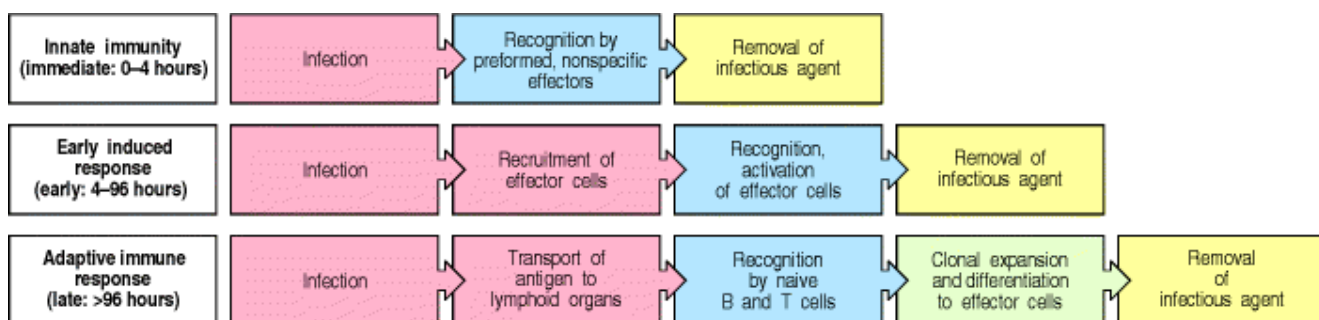 Innate immunity
(immediate: 0–4 hours)
Infection
Recognition by
preformed, nonspecific
effectors
Removal of
infectious agent
Early induced
response
(early: 4–96 hours)
Infection
Recruitment of
effector cells
Recognition,
activation
of effector cells
Removal of
infectious agent
Adaptive immune
response
(late: >96 hours)
Infection
Transport of
antigen to
lymphoid organs
Recognition
by naive
B and T cells
Clonal expansion
and differentiation
to effector cells
Removal
of
infectious agent